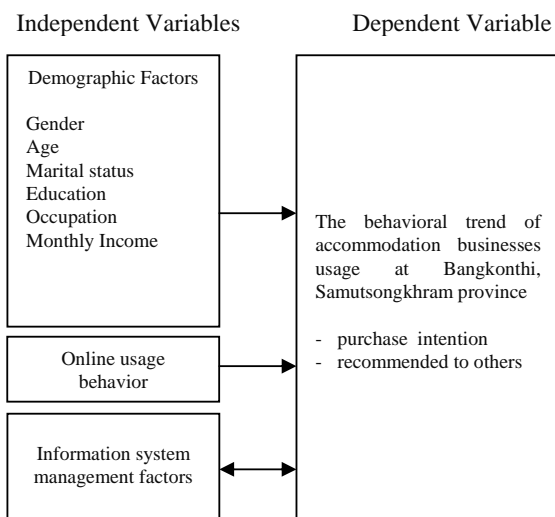 Independent Variables
Demographic Factors
Gender
Age
Marital status
Education
Occupation
Monthly Income
Online usage
behavior
Information system
management factors
Dependent Variable
The behavioral trend of
accommodation businesses
usage at Bangkonthi,
Samutsongkhram province
- purchase intention
- recommended to others